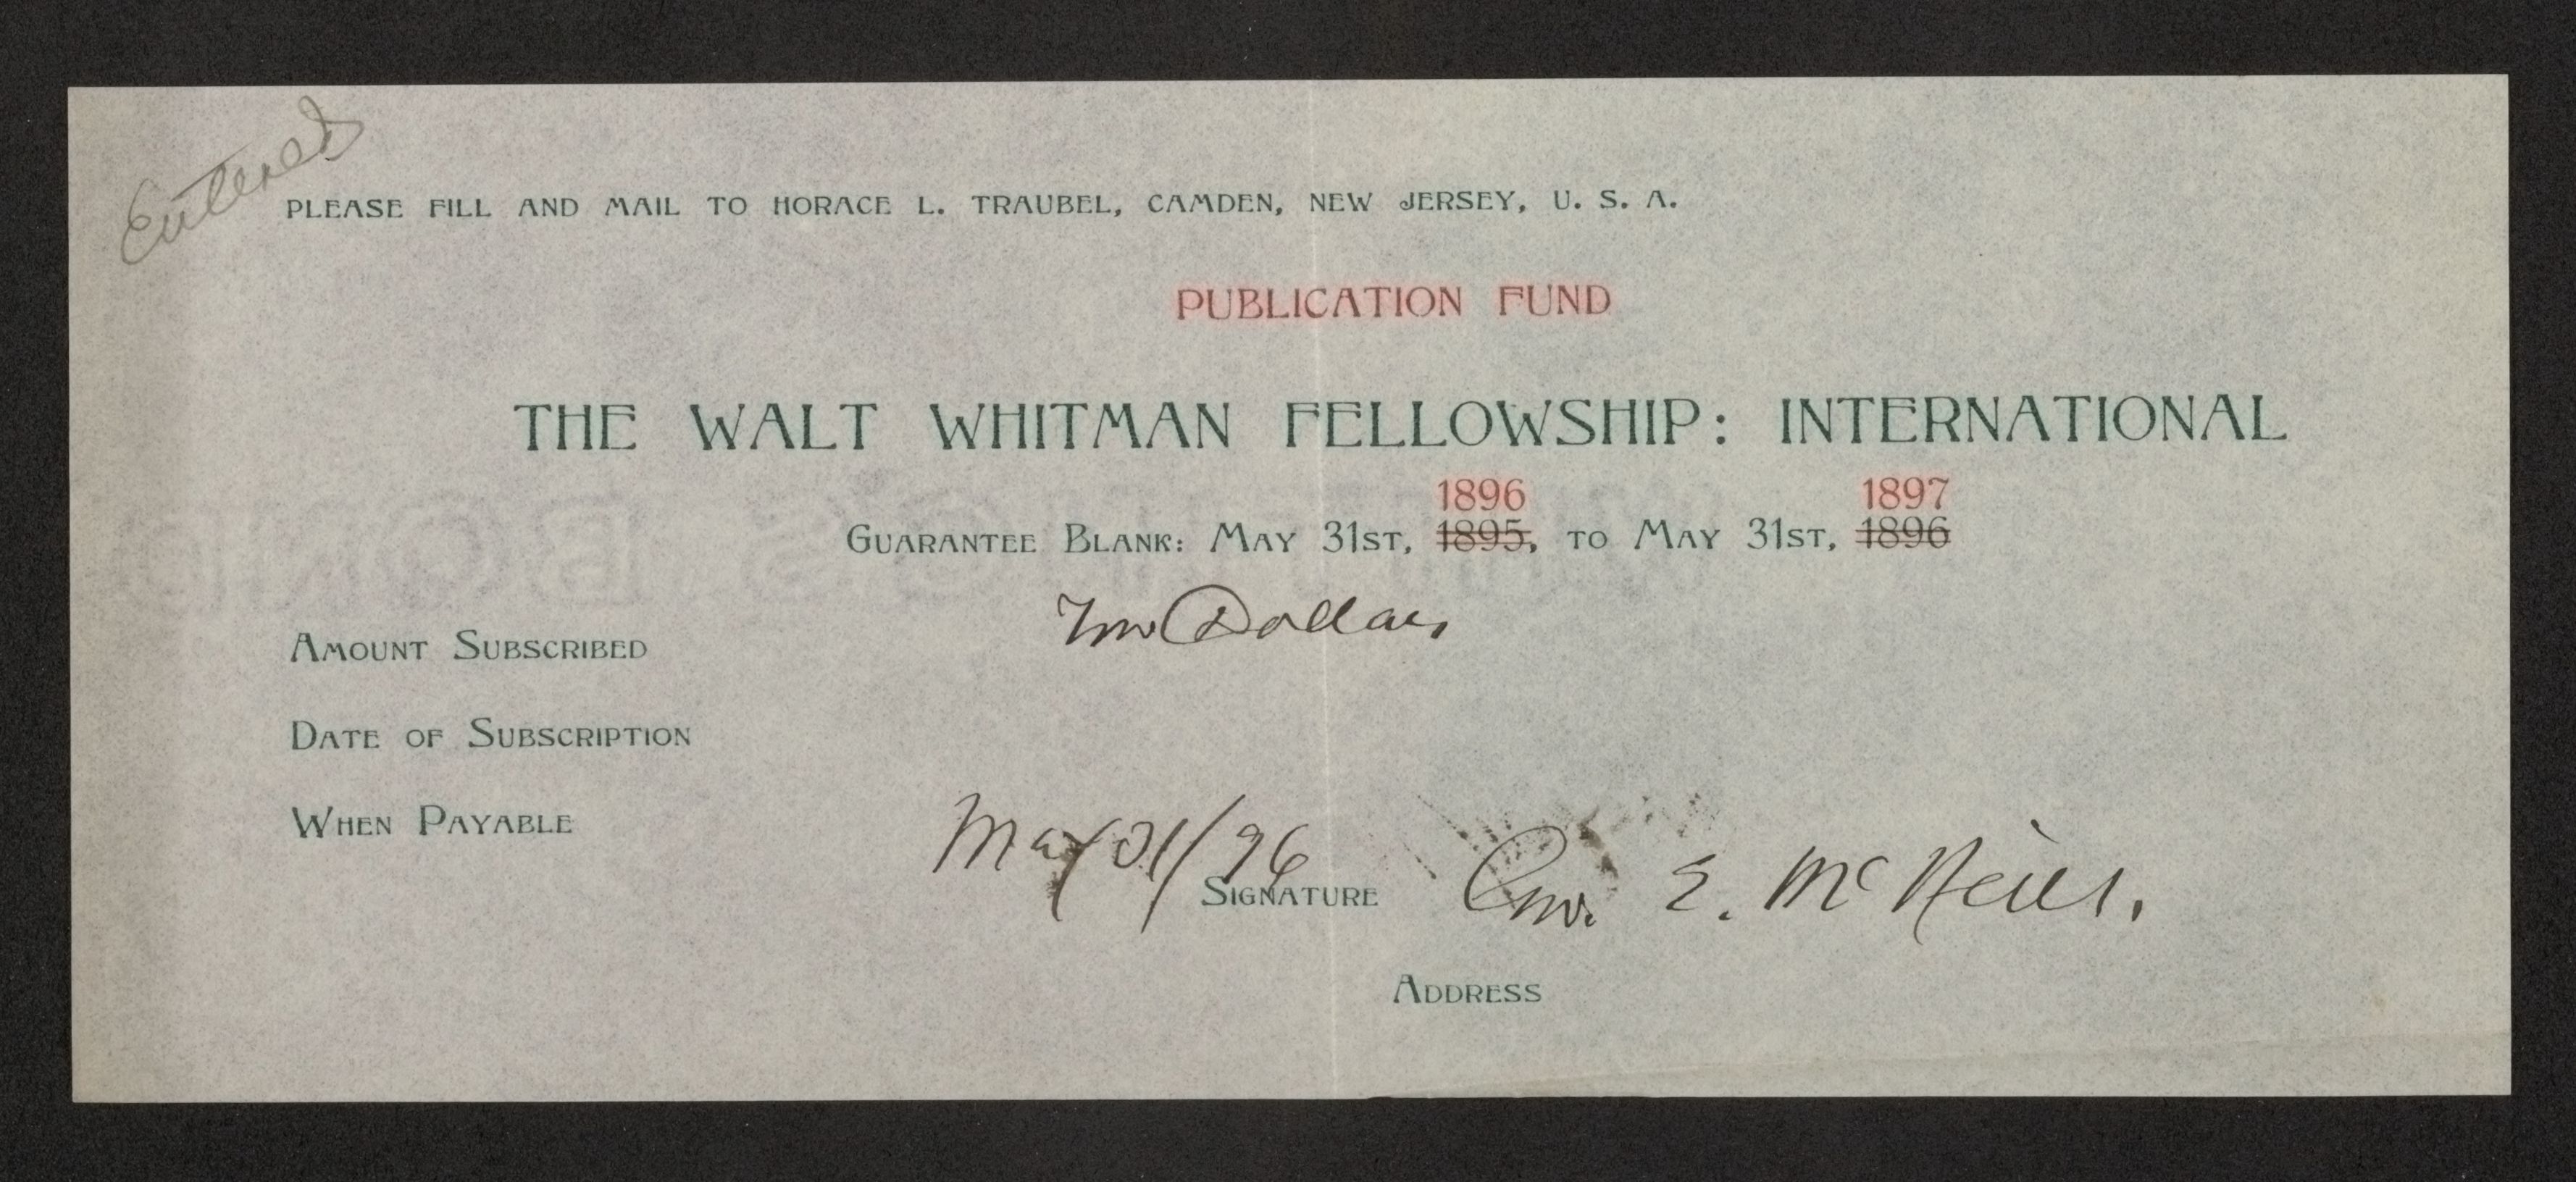 Entered
PLEASE FILL AND MAIL TO HORACE L. TRAUBEL, CAMDEN, NEW JERSEY, U. S. A.
PUBLICATION FUND
THE WALT WHITMAN FELLOWSHIP: INTERNATIONAL
1896 1897
GUARANTEE BLANK: MAY 31ST, 1895, TO MAY 31ST, 1896
Dollars
AMOUNT SUBSCRIBED
DATE OF SUBSCRIPTION
WHEN PAYABLE
May 31/96
SIGNATURE E. McNeill.
ADDRESS